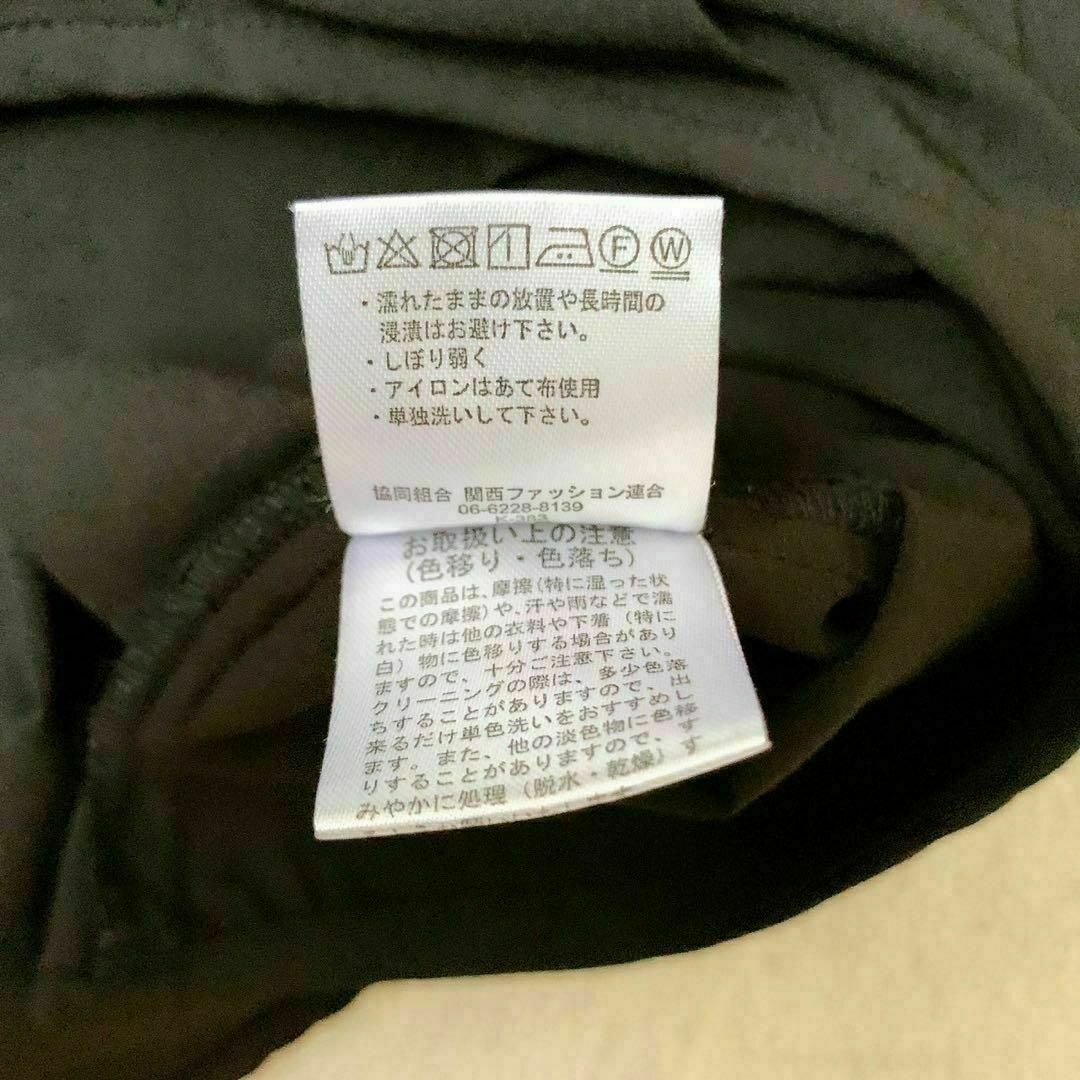 F W
・濡れたままの放置や長時間の
浸漬はお避け下さい。
・しぼり弱く
・アイロンはあて布使用
・単独洗いして下さい。
協同組合 関西ファッション連合
06-6228-8139
K-383
お取扱い上の注意
(色移り・色落ち)
この商品は、摩擦(特に湿った状
態での摩擦)や、汗や雨などで濡
れた時は他の衣料や下着(特に
白)物に色移りする場合があり
ますので、十分ご注意下さい。
クリーニングの際は、多少色落
ちすることがありますので、出
来るだけ単色洗いをおすすめし
ます。また、他の淡色物に色移
りすることがありますので、す
みやかに処理(脱水・乾燥)